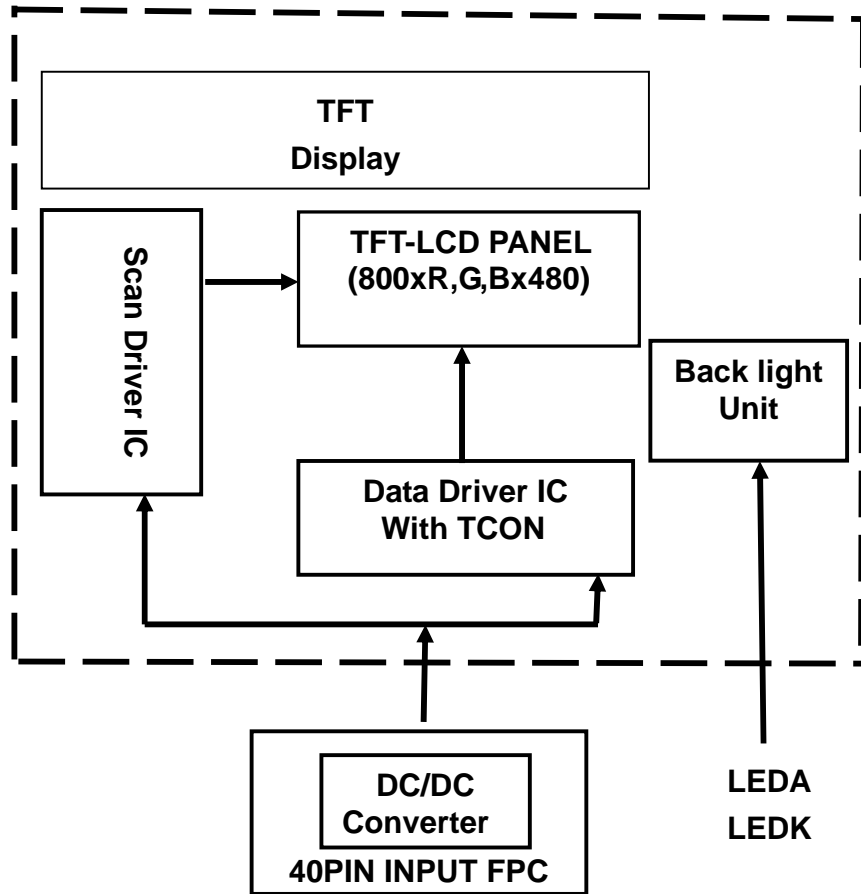 TFT
Display
Scan Driver IC
TFT-LCD PANEL
(800xR,G,Bx480)
Back light
Unit
Data Driver IC
With TCON
DC/DC
Converter
40PIN INPUT FPC
LEDA
LEDK